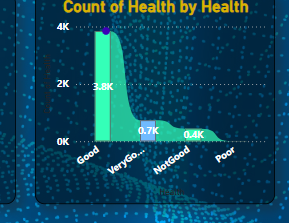 Count of Health by Health
4K
3.8K
2K
0.7K
0.4K
0K
Good
VeryGo...
NotGood
Poor